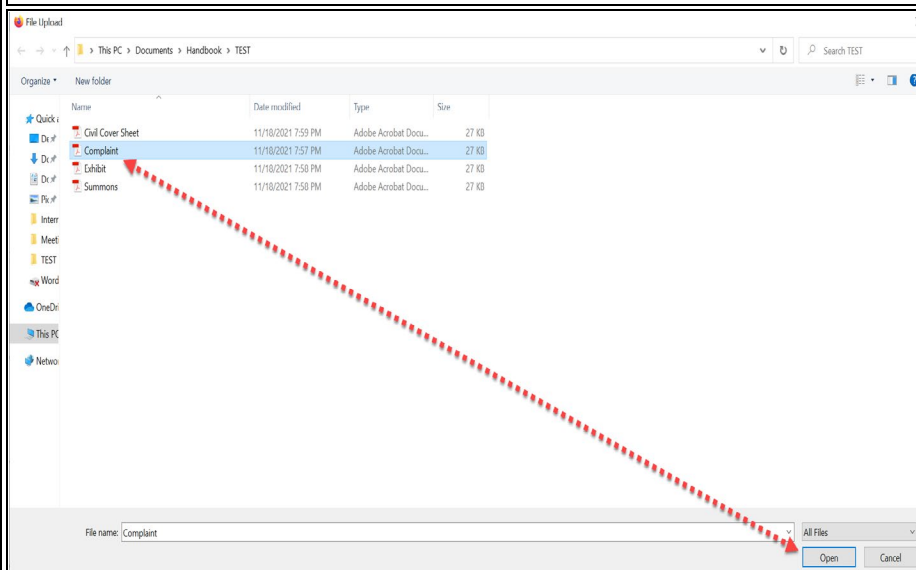 File Upload
This PC > Documents > Handbook > TEST
Search TEST
Organize
New folder
Name Date modified Type Size
Quick
Civil Cover Sheet 11/18/2021 7:59 PM Adobe Acrobat Docu... 27 KB
Complaint 11/18/2021 7:57 PM Adobe Acrobat Docu... 27 KB
Exhibit 11/18/2021 7:58 PM Adobe Acrobat Docu... 27 KB
Summons 11/18/2021 7:58 PM Adobe Acrobat Docu... 27 KB
Intern
Meeti
TEST
Word
OneDri
This PC
Netwo
File name: Complaint
All Files
Open Cancel